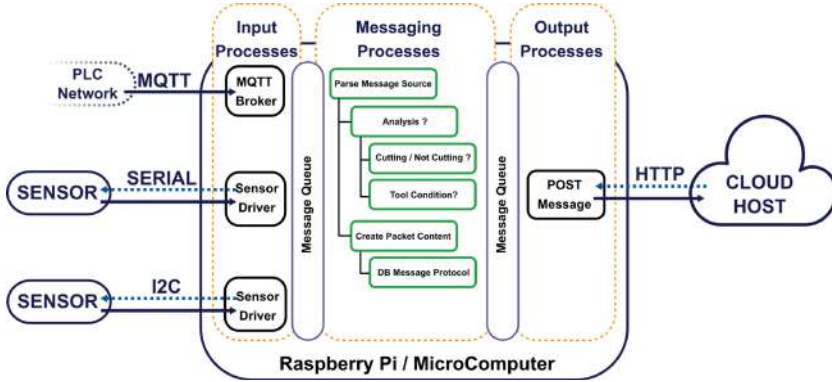 Input
Processes
Messaging
Processes
Output
Processes
PLC
Network
MQTT
MQTT
Broker
SENSOR
SERIAL
Sensor
Driver
SENSOR
I2C
Sensor
Driver
Message Queue
Parse Message Source
Analysis ?
Cutting / Not Cutting ?
Tool Condition?
Create Packet Content
DB Message Protocol
Message Queue
POST
Message
HTTP
CLOUD
HOST
Raspberry Pi / MicroComputer